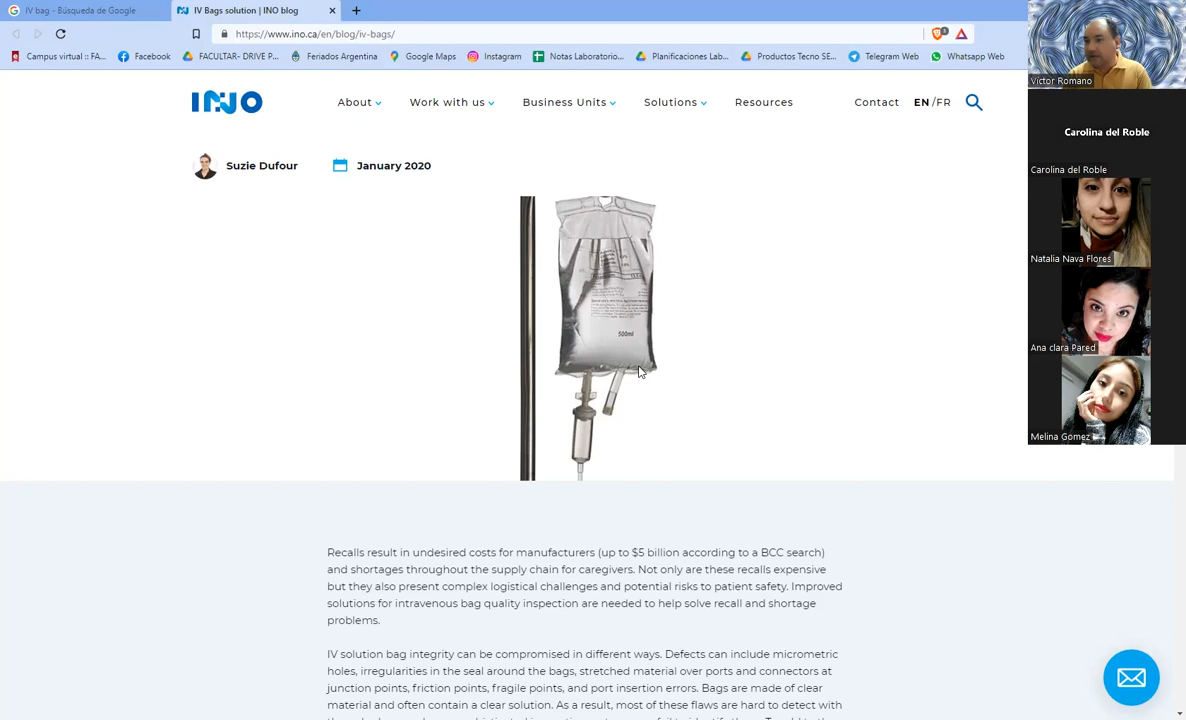 IV bag - Búsqueda de Google
IV Bags solution | INO blog
https://www.ino.ca/en/blog/iv-bags/
Campus virtual :: FA...
Facebook
FACULTAR- DRIVE P...
Feriados Argentina
Google Maps
Instagram
Notas Laboratorio...
Planificaciones Lab...
Productos Tecno SE...
Telegram Web
Whatsapp Web
INO
About
Work with us
Business Units
Solutions
Resources
Contact
EN /FR
Suzie Dufour
January 2020
500ml
Recalls result in undesired costs for manufacturers (up to $5 billion according to a BCC search)
and shortages throughout the supply chain for caregivers. Not only are these recalls expensive
but they also present complex logistical challenges and potential risks to patient safety. Improved
solutions for intravenous bag quality inspection are needed to help solve recall and shortage
problems.
IV solution bag integrity can be compromised in different ways. Defects can include micrometric
holes, irregularities in the seal around the bags, stretched material over ports and connectors at
junction points, friction points, fragile points, and port insertion errors. Bags are made of clear
material and often contain a clear solution. As a result, most of these flaws are hard to detect with
Victor Romano
Carolina del Roble
Carolina del Roble
Natalia Nava Flores
Ana clara Pared
Melina Gomez